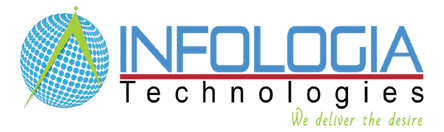 INFOLOGIA
Technologies
We deliver the desire